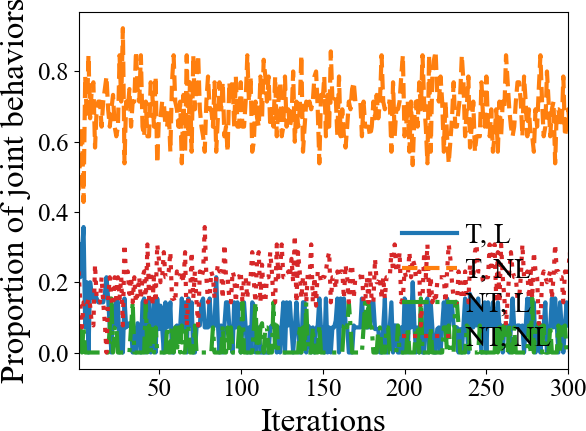 Proportion of joint behaviors
0.8
0.6
0.4
0.2
0.0
T, L
T, NL
NT, L
NT, NL
50
100
150
200
250
300
Iterations